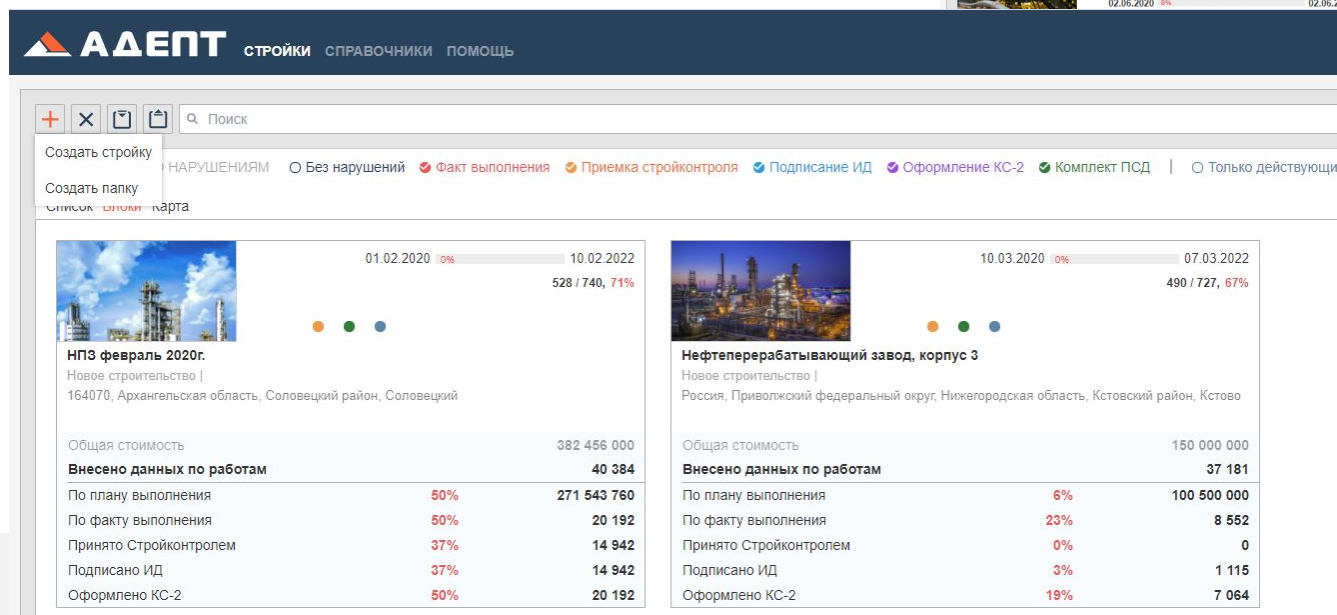 02.06.2020 0% 02.06.2
АДЕПТ СТРОЙКИ СПРАВОЧНИКИ ПОМОЩЬ
Поиск
Создать стройку
О НАРУШЕНИЯМ Без нарушений Факт выполнения Приемка стройконтроля Подписание ИД Оформление КС-2 Комплект ПСД | Только действующи
Создать папку
Список Блоки Карта
01.02.2020 0% 10.02.2022
528 / 740, 71%
НПЗ февраль 2020г.
Новое строительство |
164070, Архангельская область, Соловецкий район, Соловецкий
Общая стоимость 382 456 000
Внесено данных по работам 40 384
По плану выполнения 50% 271 543 760
По факту выполнения 50% 20 192
Принято Стройконтролем 37% 14 942
Подписано ИД 37% 14 942
Оформлено КС-2 50% 20 192
10.03.2020 0% 07.03.2022
490 / 727, 67%
Нефтеперерабатывающий завод, корпус 3
Новое строительство |
Россия, Приволжский федеральный округ, Нижегородская область, Кстовский район, Кстово
Общая стоимость 150 000 000
Внесено данных по работам 37 181
По плану выполнения 6% 100 500 000
По факту выполнения 23% 8 552
Принято Стройконтролем 0% 0
Подписано ИД 3% 1 115
Оформлено КС-2 19% 7 064